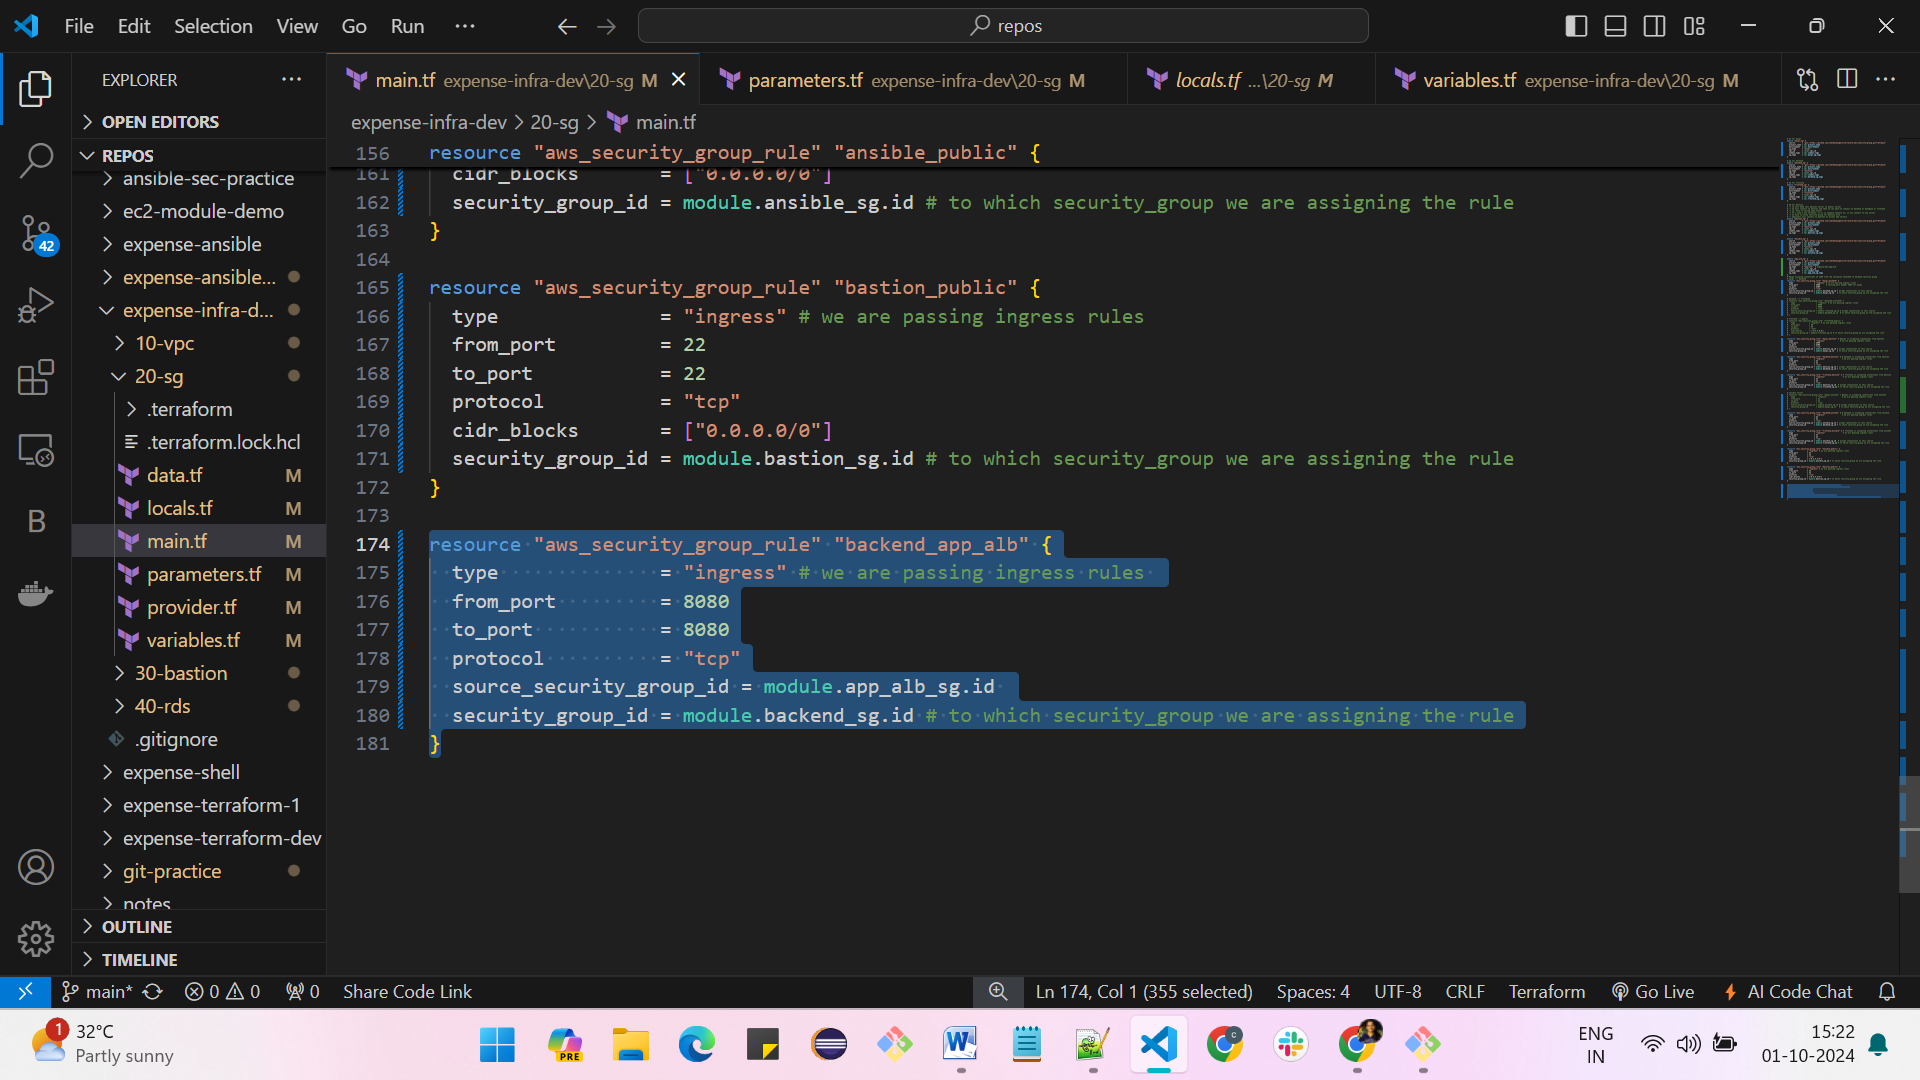 File Edit Selection View Go Run ··· repos
EXPLORER ···
OPEN EDITORS
REPOS
ansible-sec-practice
ec2-module-demo
expense-ansible
expense-ansible...
expense-infra-d...
10-vpc
20-sg
.terraform
.terraform.lock.hcl
data.tf M
locals.tf M
main.tf M
parameters.tf M
provider.tf M
variables.tf M
30-bastion
40-rds
.gitignore
expense-shell
expense-terraform-1
expense-terraform-dev
git-practice
notes
OUTLINE
TIMELINE
42
B
main.tf expense-infra-dev\20-sg M parameters.tf expense-infra-dev\20-sg M locals.tf ...\20-sg M variables.tf expense-infra-dev\20-sg M ···
expense-infra-dev > 20-sg > main.tf
156 resource "aws_security_group_rule" "ansible_public" {
161 cidr_blocks = ["0.0.0.0/0"]
162 security_group_id = module.ansible_sg.id # to which security_group we are assigning the rule
163 }
164
165 resource "aws_security_group_rule" "bastion_public" {
166 type = "ingress" # we are passing ingress rules
167 from_port = 22
168 to_port = 22
169 protocol = "tcp"
170 cidr_blocks = ["0.0.0.0/0"]
171 security_group_id = module.bastion_sg.id # to which security_group we are assigning the rule
172 }
173
174 resource "aws_security_group_rule" "backend_app_alb" {
175 type = "ingress" # we are passing ingress rules
176 from_port = 8080
177 to_port = 8080
178 protocol = "tcp"
179 source_security_group_id = module.app_alb_sg.id
180 security_group_id = module.backend_sg.id # to which security_group we are assigning the rule
181 }
main* 0 0 0 Share Code Link Ln 174, Col 1 (355 selected) Spaces: 4 UTF-8 CRLF Terraform Go Live AI Code Chat
1 32°C
Partly sunny
PRE
W
C
ENG
IN
15:22
01-10-2024